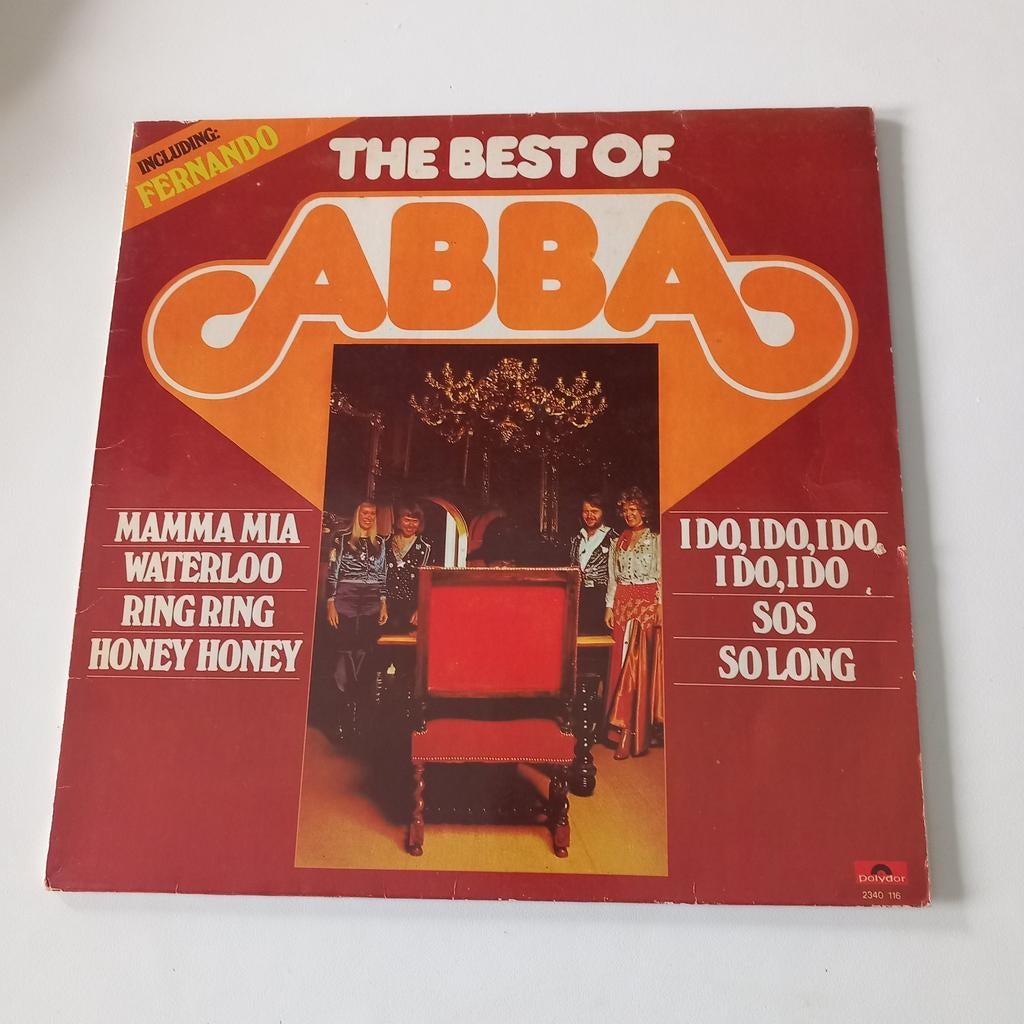 INCLUDING:
FERNANDO
THE BEST OF
ABBA
MAMMA MIA
WATERLOO
RING RING
HONEY HONEY
I DO, I DO, I DO,
I DO, I DO
SOS
SO LONG
polydor
2340 116